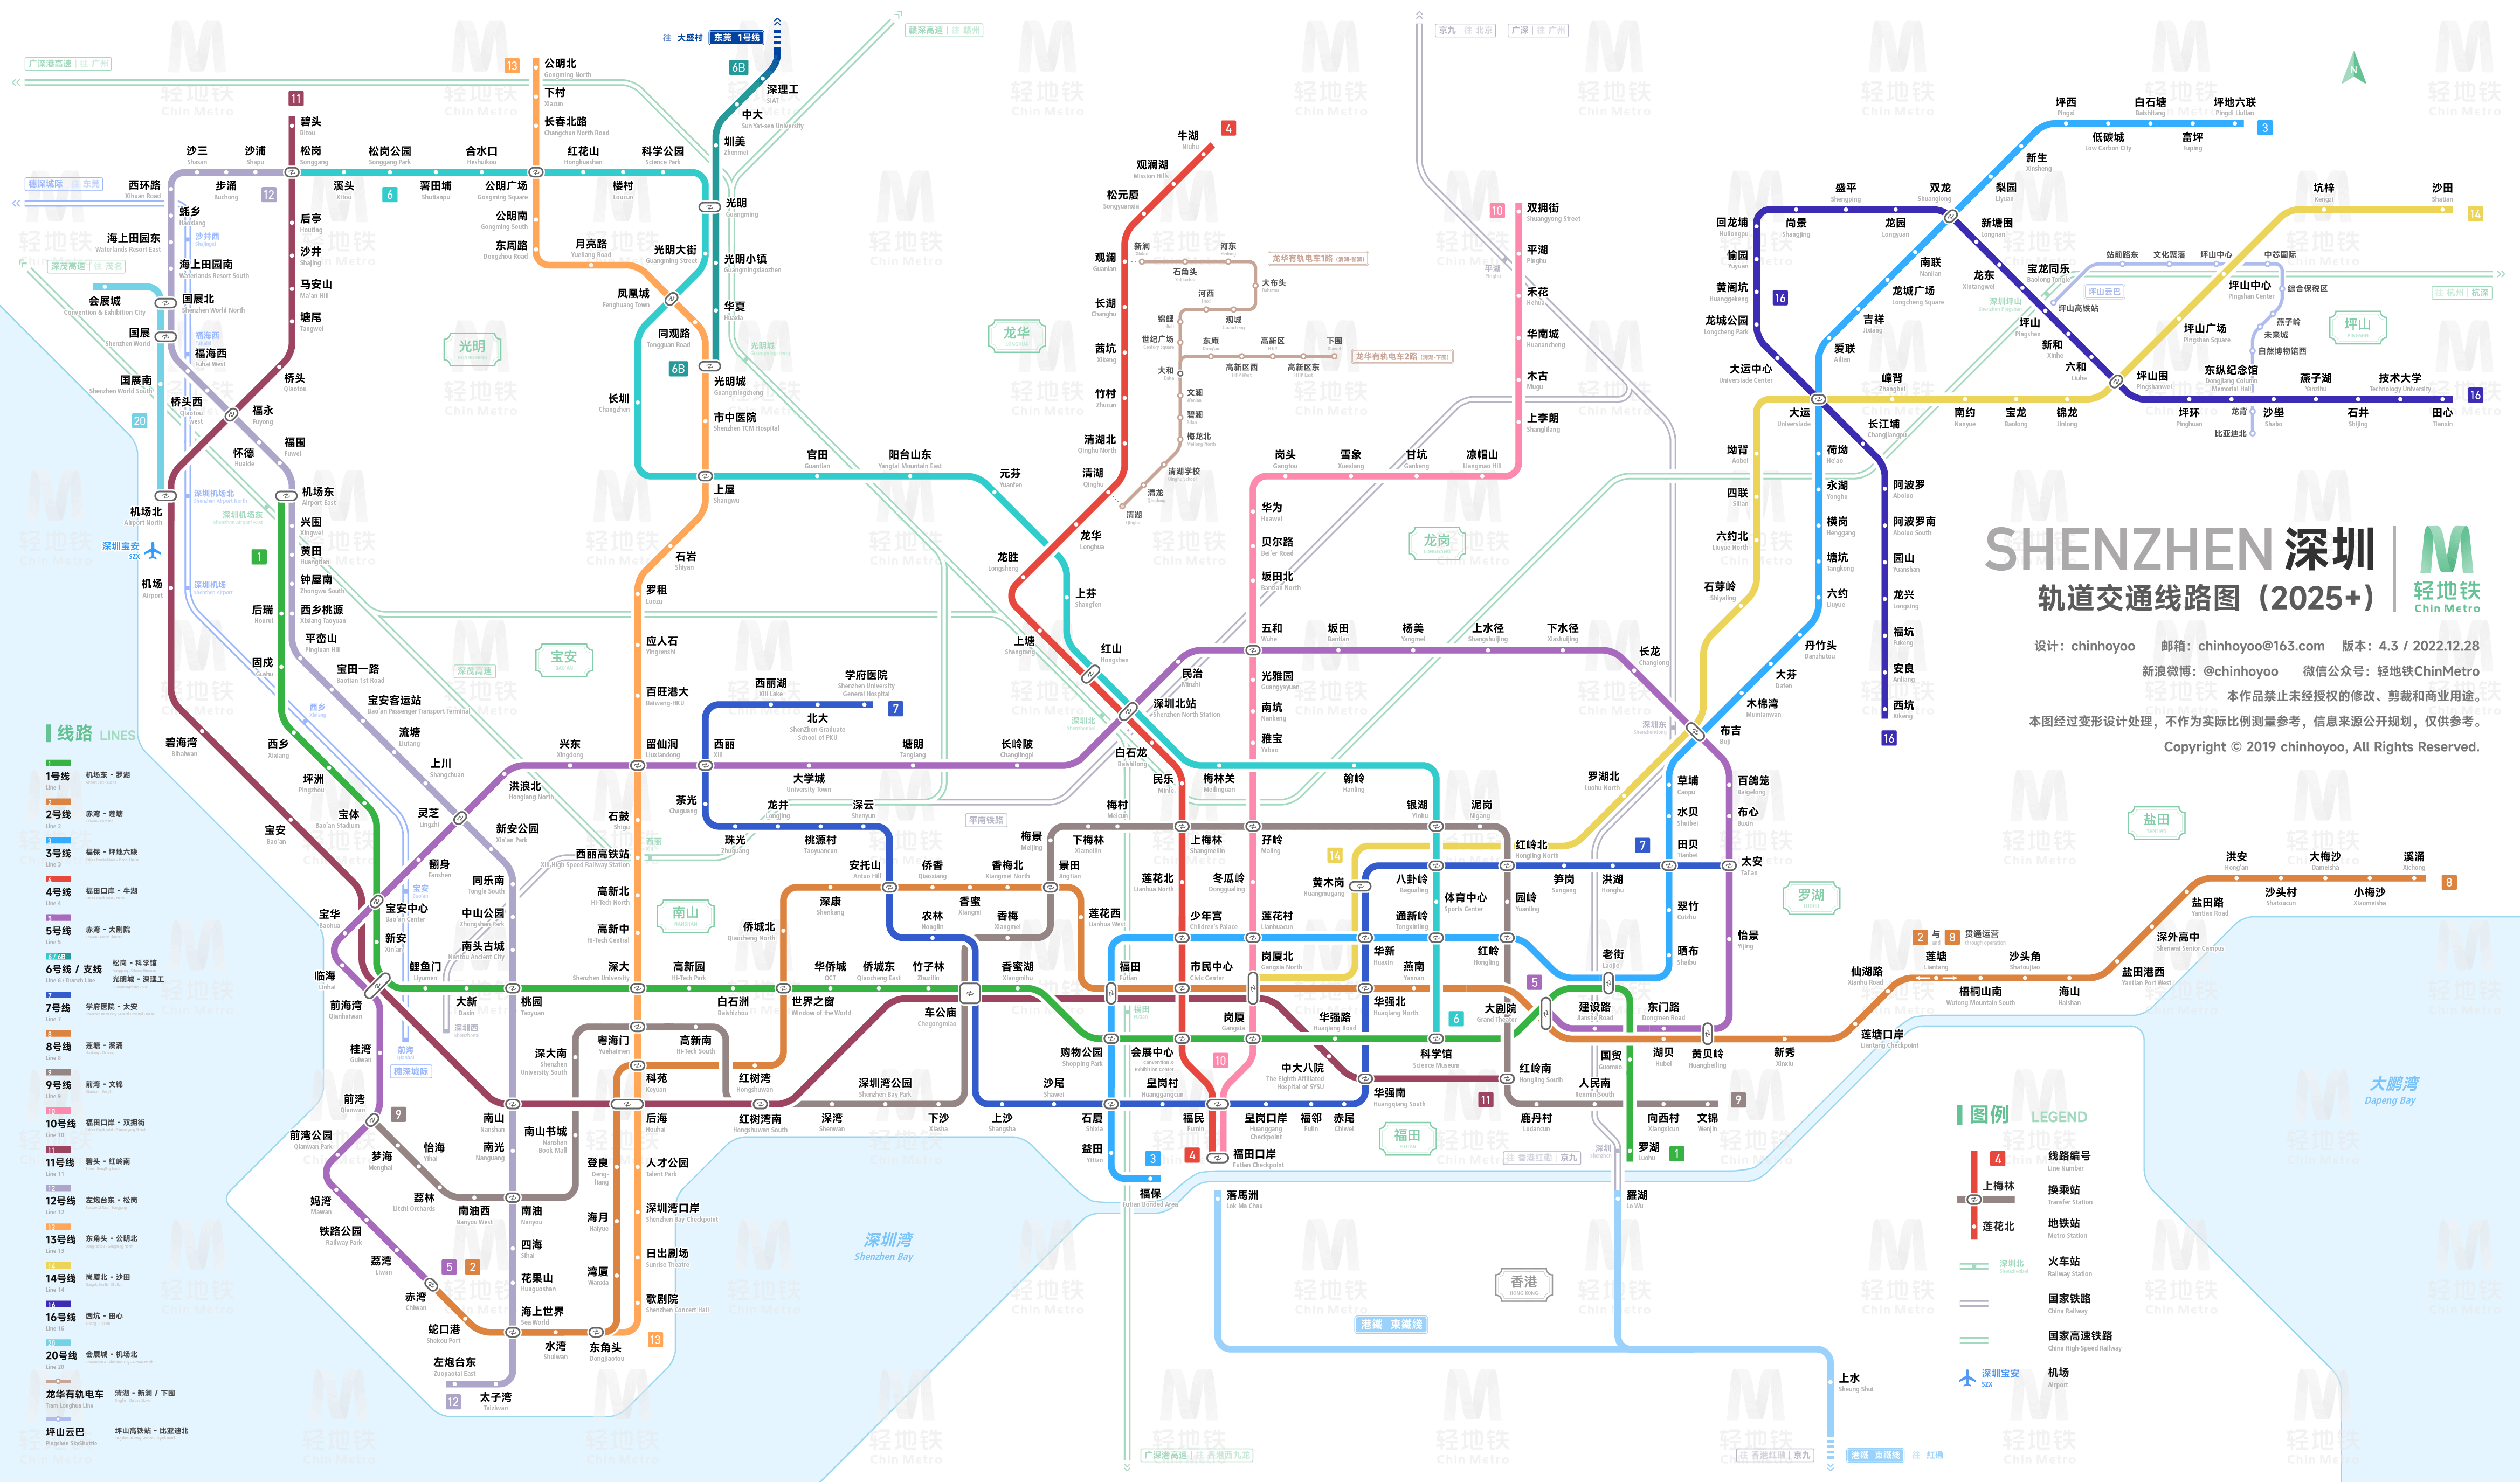 SHENZHEN 深圳
轨道交通线路图（2025+）
轻地铁
Chin Metro
设计：chinhoyoo 邮箱：chinhoyoo@163.com 版本：4.3 / 2022.12.28
新浪微博：@chinhoyoo 微信公众号：轻地铁ChinMetro
本作品禁止未经授权的修改、剪裁和商业用途。
本图经过变形设计处理，不作为实际比例测量参考，信息来源公开规划，仅供参考。
Copyright © 2019 chinhoyoo, All Rights Reserved.
往 大盛村 东莞 1号线
赣深高速 往 赣州
京九 往 北京
广深 往 广州
广深港高速 往 广州
穗深城际 往 东莞
深茂高速 往 茂名
往 杭州 杭深
公明北
Gongming North
下村
Xiacun
长春北路
Changchun North Road
深理工
SIAT
中大
Sun Yat-sen University
圳美
Zhenmei
碧头
Bitou
沙三
Shasan
沙浦
Shapu
松岗
Songgang
松岗公园
Songgang Park
合水口
Heshuikou
红花山
Honghuashan
科学公园
Science Park
西环路
步涌
Buchong
溪头
Xitou
薯田埔
Shutianpu
公明广场
Gongming Square
楼村
Loucun
光明
Guangming
蚝乡
后亭
Houting
公明南
Gongming South
海上田园东
Waterlands Resort East
海上田园南
Waterlands Resort South
沙井
Shajing
东周路
Dongzhou Road
月亮路
Yueliang Road
光明大街
Guangming Street
光明小镇
Guangmingxiaozhen
马安山
Ma'an Hill
凤凰城
Fenghuang Town
华夏
Huaxia
会展城
Convention & Exhibition City
国展北
Shenzhen World North
国展
Shenzhen World
塘尾
Tangwei
同观路
Tongguan Road
福海西
Fuhai West
国展南
Shenzhen World South
桥头
Qiaotou
光明城
Guangmingcheng
长圳
Changzhen
桥头西
福永
Fuyong
市中医院
Shenzhen TCM Hospital
怀德
Huaide
福围
Fuwei
机场东
Airport East
机场北
Airport North
上屋
Shangwu
官田
Guantian
阳台山东
Yangtai Mountain East
元芬
Yuanfen
兴围
Xingwei
黄田
Huangtian
钟屋南
Zhongwu South
西乡桃源
Xixiang Taoyuan
平峦山
Pingluan Hill
机场
Airport
后瑞
Hourui
固戍
Gushu
石岩
Shiyan
罗租
Luozu
应人石
Yingrenshi
百旺港大
Baiwang-HKU
宝田一路
Baotian 1st Road
宝安客运站
Bao'an Passenger Transport Terminal
流塘
Liutang
上川
Shangchuan
碧海湾
Bihaiwan
西乡
Xixiang
坪洲
Pingzhou
宝体
Bao'an Stadium
宝安
Bao'an
灵芝
Lingzhi
洪浪北
Honglang North
兴东
Xingdong
留仙洞
Liuxiandong
西丽
Xili
西丽湖
Xili Lake
学府医院
Shenzhen University
General Hospital
北大
ShenZhen Graduate
School of PKU
大学城
University Town
塘朗
Tanglang
长岭陂
Changlingpi
牛湖
Niuhu
观澜湖
Mission Hills
松元厦
Songyuanxia
观澜
Guanlan
长湖
Changhu
茜坑
Xikeng
竹村
Zhucun
清湖北
Qinghu North
清湖
Qinghu
龙华
Longhua
龙胜
Longsheng
上芬
Shangfen
上塘
Shangtang
红山
Hongshan
深圳北站
Shenzhen North Station
民治
Minzhi
白石龙
Baishilong
民乐
Minle
新澜
石角头
河东
大布头
河西
观城
锦鲤
世纪广场
大和
东庵
高新区西
高新区
高新区东
下围
文澜
碧澜
梅龙北
清湖学校
清龙
清湖
龙华有轨电车1路（清湖-新澜）
龙华有轨电车2路（清湖-下围）
双拥街
Shuangyong Street
平湖
Pinghu
禾花
Hehua
华南城
Huanancheng
木古
Mugu
上李朗
Shanglilang
凉帽山
Liangmao Hill
甘坑
Gankeng
雪象
Xuexiang
岗头
Gangtou
华为
Huawei
贝尔路
Bei'er Road
坂田北
Bantian North
五和
Wuhe
坂田
Bantian
杨美
Yangmei
上水径
Shangshuijing
下水径
Xiashuijing
长龙
Changlong
光雅园
Guangyayuan
南坑
Nankeng
雅宝
Yabao
坪西
Pingxi
白石塘
Baishitang
坪地六联
Pingdi Liulian
低碳城
Low Carbon City
富坪
Fuping
新生
Xinsheng
梨园
Liyuan
双龙
Shuanglong
盛平
Shengping
回龙埔
Huilongpu
尚景
Shangjing
龙园
Longyuan
新塘围
Longnan
愉园
Yuyuan
南联
Nanlian
龙东
Xintangwei
宝龙同乐
Baolong Tongle
黄阁坑
Huanggekeng
龙城广场
Longcheng Square
龙城公园
Longcheng Park
吉祥
Jixiang
爱联
Ailian
大运中心
Universiade Center
大运
Universiade
坪山
Pingshan
新和
Xinhe
六和
Liuhe
坪山围
Pingshanwei
坑梓
Kengzi
沙田
Shatian
坪山中心
Pingshan Center
坪山广场
Pingshan Square
站前路东
文化聚落
坪山中心
中芯国际
综合保税区
燕子岭
未来城
自然博物馆西
龙背
比亚迪北
坪山高铁站
坪山云巴
东纵纪念馆
Dongjiang Column
Memorial Hall
燕子湖
Yanzihu
技术大学
Technology University
坪环
Pinghuan
沙壆
Shabo
石井
Shijing
田心
Tianxin
嶂背
Zhangbei
南约
Nanyue
宝龙
Baolong
锦龙
Jinlong
长江埔
Changjiangpu
坳背
Aobei
四联
Silian
六约北
Liuyue North
石芽岭
Shiyaling
荷坳
He'ao
永湖
Yonghu
横岗
Henggang
塘坑
Tangkeng
六约
Liuyue
丹竹头
Danzhutou
大芬
Dafen
木棉湾
Mumianwan
布吉
Buji
阿波罗
Aboluo
阿波罗南
Aboluo South
园山
Yuanshan
龙兴
Longxing
福坑
Fukeng
安良
Anliang
西坑
Xikeng
罗湖北
Luohu North
草埔
Caopu
水贝
Shuibei
田贝
Tianbei
百鸽笼
Baigelong
布心
Buxin
太安
Tai'an
怡景
Yijing
翠竹
Cuizhu
晒布
Shaibu
老街
Laojie
梅林关
Meilinguan
翰岭
Hanling
银湖
Yinhu
泥岗
Nigang
红岭北
Hongling North
笋岗
Sungang
洪湖
Honghu
园岭
Yuanling
红岭
Hongling
八卦岭
Bagualing
体育中心
Sports Center
通新岭
Tongxinling
黄木岗
Huangmugang
华新
Huaxin
燕南
Yannan
华强北
Huaqiang North
大剧院
Grand Theater
建设路
Jianshe Road
东门路
Dongmen Road
湖贝
Hubei
黄贝岭
Huangbeiling
新秀
Xinxiu
莲塘口岸
Liantang Checkpoint
仙湖路
Xianhu Road
莲塘
Liantang
梧桐山南
Wutong Mountain South
沙头角
Shatoujiao
海山
Haishan
盐田港西
Yantian Port West
深外高中
Shenwai Senior Campus
盐田路
Yantian Road
洪安
Hong'an
沙头村
Shatoucun
大梅沙
Dameisha
小梅沙
Xiaomeisha
溪涌
Xichong
2 与 8 贯通运营
through operation
茶光
Chaguang
珠光
Zhuguang
龙井
Longjing
桃源村
Taoyuancun
深云
Shenyun
安托山
Antuo Hill
侨香
Qiaoxiang
香梅北
Xiangmei North
景田
Jingtian
深康
Shenkang
农林
Nonglin
香蜜
Xiangmi
香梅
Xiangmei
梅景
Meijing
梅村
Meicun
下梅林
Xiameilin
上梅林
Shangmeilin
孖岭
Maling
莲花西
Lianhua West
莲花北
Lianhua North
冬瓜岭
Donggualing
少年宫
Children's Palace
莲花村
Lianhuacun
岗厦北
Gangxia North
福田
Futian
市民中心
Civic Center
岗厦
Gangxia
购物公园
Shopping Park
会展中心
Convention &
Exhibition Center
华强路
Huaqiang Road
科学馆
Science Museum
中大八院
The Eighth Affiliated
Hospital of SYSU
华强南
Huaqiangqiang South
红岭南
Hongling South
国贸
Guomao
人民南
Renmin South
鹿丹村
Ludancun
向西村
Xiangxicun
文锦
Wenjin
罗湖
Luohu
皇岗村
Huanggangcun
福民
Fumin
皇岗口岸
Huanggang
Checkpoint
福邻
Fulin
赤尾
Chiwei
福田口岸
Futian Checkpoint
石厦
Shixia
益田
Yitian
福保
Futian Bonded Area
沙尾
Shawei
上沙
Shangsha
下沙
Xiasha
深圳湾公园
Shenzhen Bay Park
深湾
Shenwan
红树湾南
Hongshuwan South
红树湾
Hongshuwan
车公庙
Chegongmiao
香蜜湖
Xiangmihu
竹子林
Zhuzilin
侨城东
Qiaocheng East
华侨城
OCT
侨城北
Qiaocheng North
世界之窗
Window of the World
白石洲
Baishizhou
高新园
Hi-Tech Park
深大
Shenzhen University
高新中
Hi-Tech Central
高新北
Hi-Tech North
西丽高铁站
Xili High Speed Railway Station
石鼓
Shigu
新安公园
Xin'an Park
同乐南
Tongle South
中山公园
Zhongshan Park
南头古城
Nantou Ancient City
翻身
Fanshen
宝安中心
Bao'an Center
宝华
Baohua
新安
Xin'an
临海
Linhai
前海湾
Qianhaiwan
鲤鱼门
Liyumen
大新
Daxin
桃园
Taoyuan
桂湾
Guiwan
前湾
Qianwan
前湾公园
Qianwan Park
梦海
Menghai
怡海
Yihai
荔林
Litchi Orchards
南油西
Nanyou West
南油
Nanyou
妈湾
Mawan
铁路公园
Railway Park
荔湾
Liwan
赤湾
Chiwan
蛇口港
Shekou Port
左炮台东
Zuopaotai East
太子湾
Taiziwan
海上世界
Sea World
水湾
Shuiwan
东角头
Dongjiaotou
花果山
Huaguoshan
四海
Sihai
南光
Nanguang
南山
Nanshan
南山书城
Nanshan
Book Mall
深大南
Shenzhen
University South
粤海门
Yuehaimen
高新南
Hi-Tech South
科苑
Keyuan
后海
Houhai
登良
Deng-
liang
海月
Haiyue
湾厦
Wanxia
人才公园
Talent Park
深圳湾口岸
Shenzhen Bay Checkpoint
日出剧场
Sunrise Theatre
歌剧院
Shenzhen Concert Hall
光明
龙华
龙岗
坪山
宝安
南山
福田
罗湖
盐田
香港
HONG KONG
深圳湾
Shenzhen Bay
大鹏湾
Dapeng Bay
沙井西
福海西
深圳机场北
深圳机场东
深圳机场
深圳宝安
SZX
西乡
宝安
前海
穗深城际
深圳西
深茂高速
西丽
平南铁路
深圳北
深圳东
平湖
深圳坪山
光明城
福田
深圳
往 香港红磡 京九
落馬洲
Lok Ma Chau
羅湖
Lo Wu
上水
Sheung Shui
港鐵 東鐵綫
广深港高速 往 香港西九龙
往 香港红磡 京九
港鐵 東鐵綫 往 紅磡
线路 LINES
1号线 机场东 - 罗湖
Line 1
2号线 赤湾 - 莲塘
Line 2
3号线 福保 - 坪地六联
Line 3
4号线 福田口岸 - 牛湖
Line 4
5号线 赤湾 - 大剧院
Line 5
6号线 / 支线 松岗 - 科学馆
光明城 - 深理工
7号线 学府医院 - 太安
Line 7
8号线 莲塘 - 溪涌
Line 8
9号线 前湾 - 文锦
Line 9
10号线 福田口岸 - 双拥街
Line 10
11号线 碧头 - 红岭南
Line 11
12号线 左炮台东 - 松岗
Line 12
13号线 东角头 - 公明北
Line 13
14号线 岗厦北 - 沙田
Line 14
16号线 西坑 - 田心
Line 16
20号线 会展城 - 机场北
Line 20
龙华有轨电车 清湖 - 新澜 / 下围
Tram Longhua Line
坪山云巴 坪山高铁站 - 比亚迪北
Pingshan SkyShuttle
图例 LEGEND
4 线路编号
Line Number
上梅林 换乘站
Transfer Station
莲花北 地铁站
Metro Station
深圳北 火车站
Railway Station
国家铁路
China Railway
国家高速铁路
China High-Speed Railway
深圳宝安 机场
SZX Airport